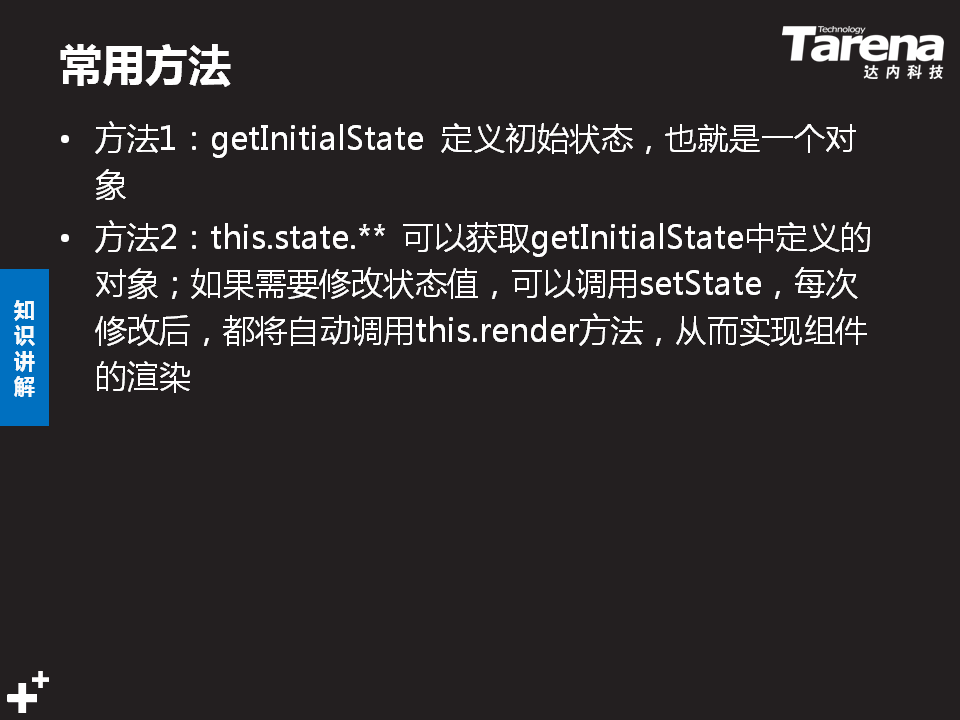 常用方法
Technology
Tarena
达内科技
• 方法1：getInitialState 定义初始状态，也就是一个对
象
• 方法2：this.state.** 可以获取getInitialState中定义的
对象；如果需要修改状态值，可以调用setState，每次
修改后，都将自动调用this.render方法，从而实现组件
的渲染
知
识
讲
解